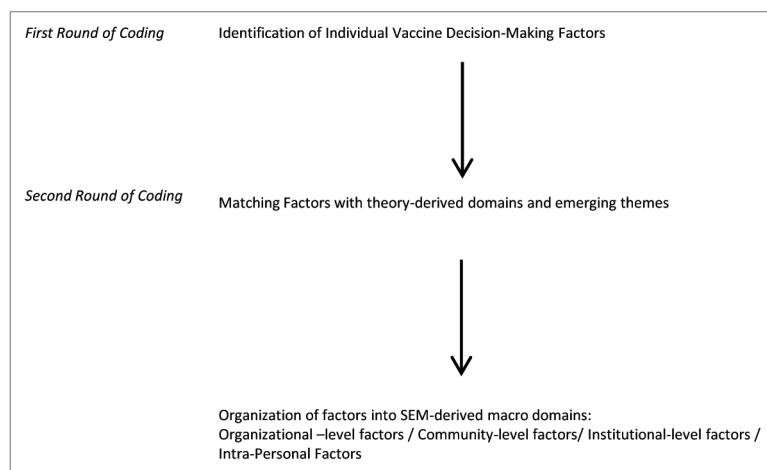 First Round of Coding
Identification of Individual Vaccine Decision-Making Factors
Second Round of Coding
Matching Factors with theory-derived domains and emerging themes
Organization of factors into SEM-derived macro domains:
Organizational –level factors / Community-level factors/ Institutional-level factors /
Intra-Personal Factors